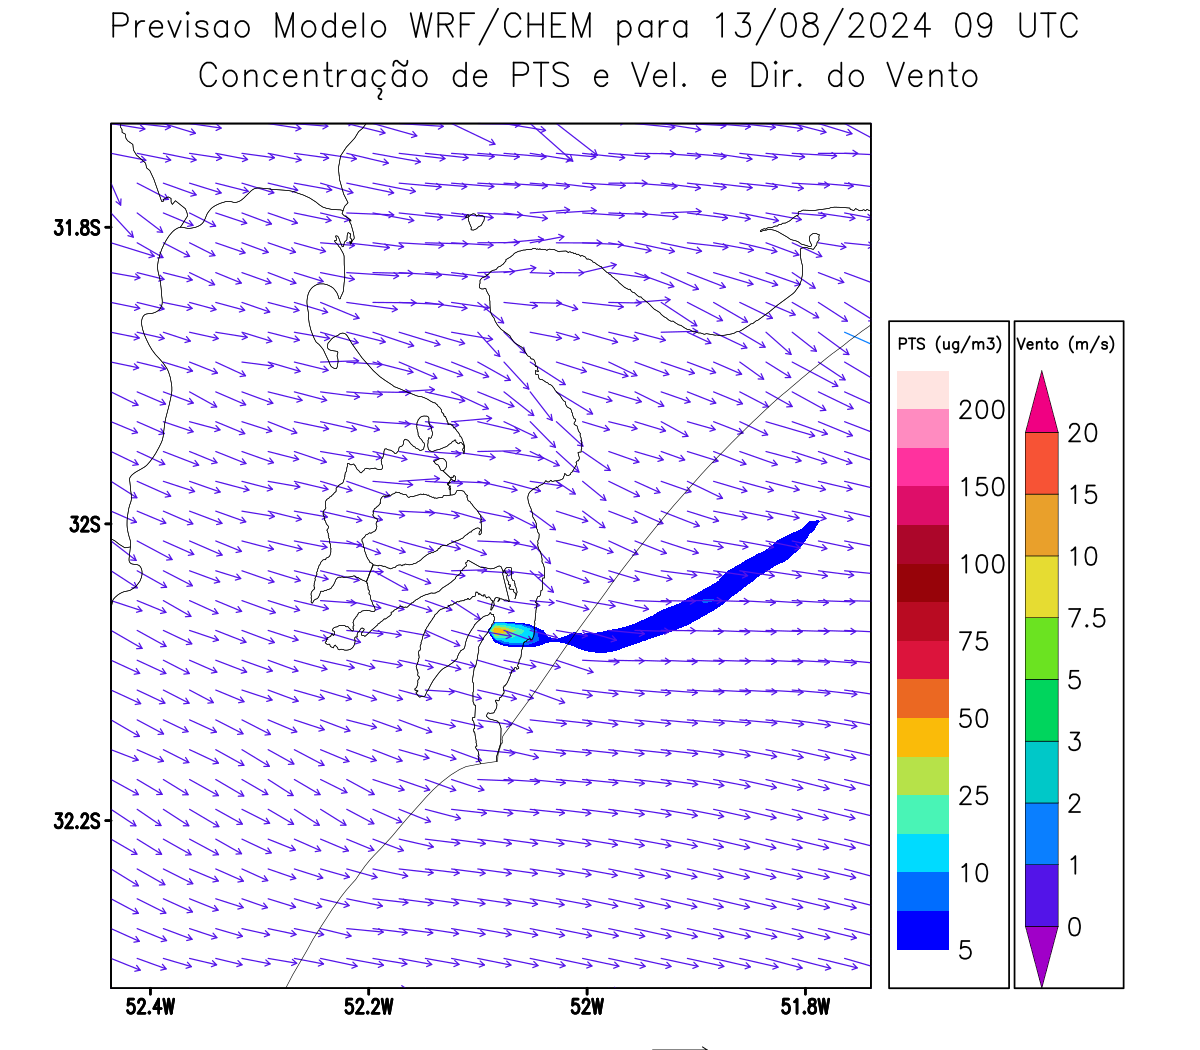 Previsao Modelo WRF/CHEM para 13/08/2024 09 UTC
Concentração de PTS e Vel. e Dir. do Vento
31.8S
32S
32.2S
52.4W 52.2W 52W 51.8W
PTS (ug/m3)
200
150
100
75
50
25
10
5
Vento (m/s)
20
15
10
7.5
5
3
2
1
0